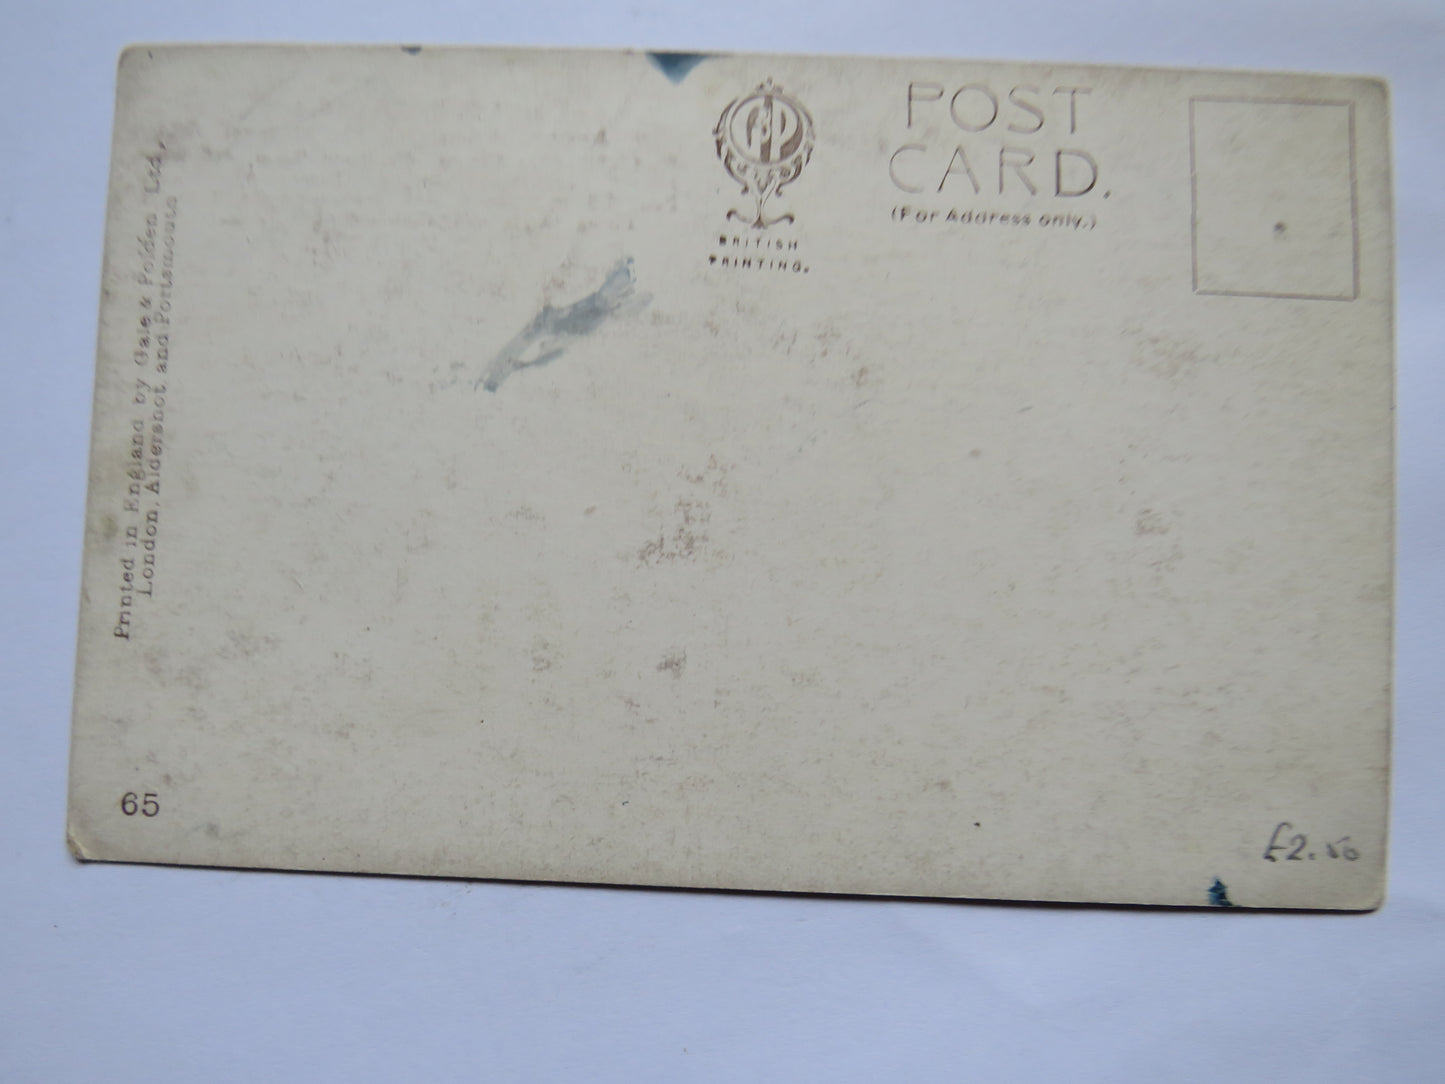 POST
CARD.
(For Address only.)
G&P
BRITISH
PRINTING.
Printed in England by Gale & Polden Ltd,
London, Aldershot and Portsmouth
65
£2.50